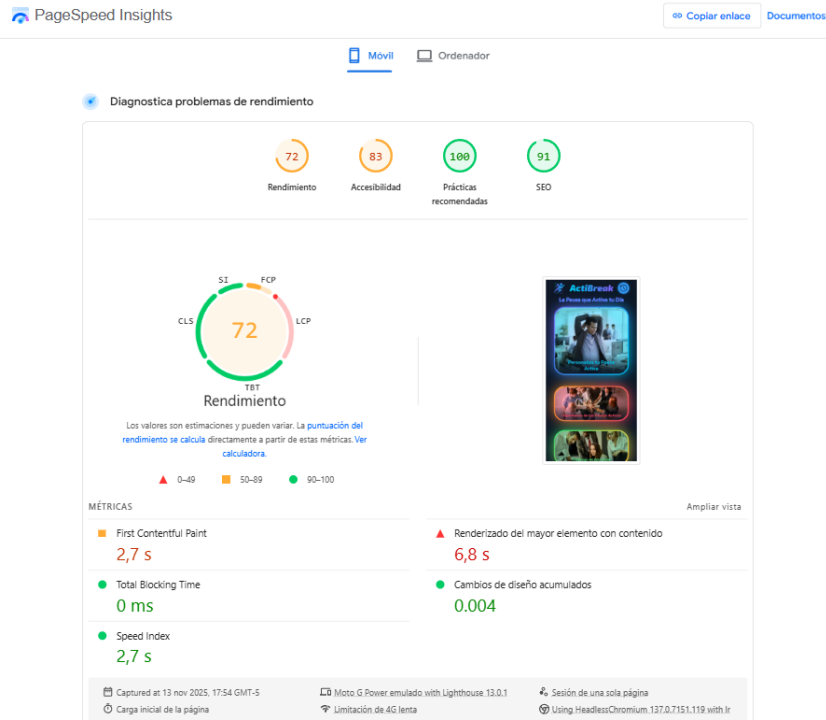 PageSpeed Insights
Copiar enlace
Documentos
Móvil
Ordenador
Diagnostica problemas de rendimiento
72
83
100
91
Rendimiento
Accesibilidad
Prácticas
recomendadas
SEO
SI
FCP
CLS
LCP
72
TBT
Rendimiento
Los valores son estimaciones y pueden variar. La puntuación del
rendimiento se calcula directamente a partir de estas métricas. Ver
calculadora.
0–49
50–89
90–100
ActiBreak
La Pausa que Activa tu Día
Activa
MÉTRICAS
Ampliar vista
First Contentful Paint
2,7 s
Renderizado del mayor elemento con contenido
6,8 s
Total Blocking Time
0 ms
Cambios de diseño acumulados
0.004
Speed Index
2,7 s
Captured at 13 nov 2025, 17:54 GMT-5
Moto G Power emulado with Lighthouse 13.0.1
Sesión de una sola página
Carga inicial de la página
Limitación de 4G lenta
Using HeadlessChromium 137.0.7151.119 with lr